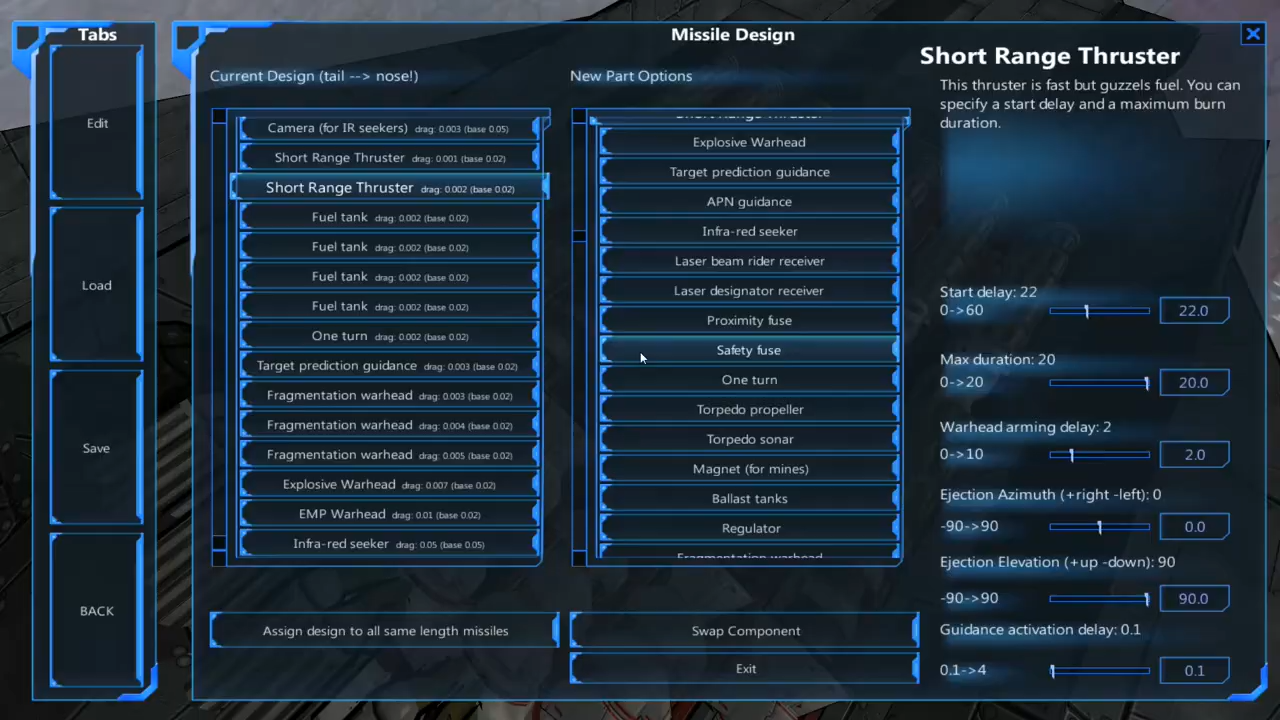 Tabs
Edit
Load
Save
BACK
Missile Design
Current Design (tail --> nose!)
Camera (for IR seekers) drag: 0.003 (base 0.05)
Short Range Thruster drag: 0.001 (base 0.02)
Short Range Thruster drag: 0.002 (base 0.02)
Fuel tank drag: 0.002 (base 0.02)
Fuel tank drag: 0.002 (base 0.02)
Fuel tank drag: 0.002 (base 0.02)
Fuel tank drag: 0.002 (base 0.02)
One turn drag: 0.002 (base 0.02)
Target prediction guidance drag: 0.003 (base 0.02)
Fragmentation warhead drag: 0.003 (base 0.02)
Fragmentation warhead drag: 0.004 (base 0.02)
Fragmentation warhead drag: 0.005 (base 0.02)
Explosive Warhead drag: 0.007 (base 0.02)
EMP Warhead drag: 0.01 (base 0.02)
Infra-red seeker drag: 0.05 (base 0.05)
Assign design to all same length missiles
New Part Options
Short Range Thruster
Explosive Warhead
Target prediction guidance
APN guidance
Infra-red seeker
Laser beam rider receiver
Laser designator receiver
Proximity fuse
Safety fuse
One turn
Torpedo propeller
Torpedo sonar
Magnet (for mines)
Ballast tanks
Regulator
Fragmentation warhead
Swap Component
Exit
Short Range Thruster
This thruster is fast but guzzels fuel. You can
specify a start delay and a maximum burn
duration.
Start delay: 22
0->60 22.0
Max duration: 20
0->20 20.0
Warhead arming delay: 2
0->10 2.0
Ejection Azimuth (+right -left): 0
-90->90 0.0
Ejection Elevation (+up -down): 90
-90->90 90.0
Guidance activation delay: 0.1
0.1->4 0.1